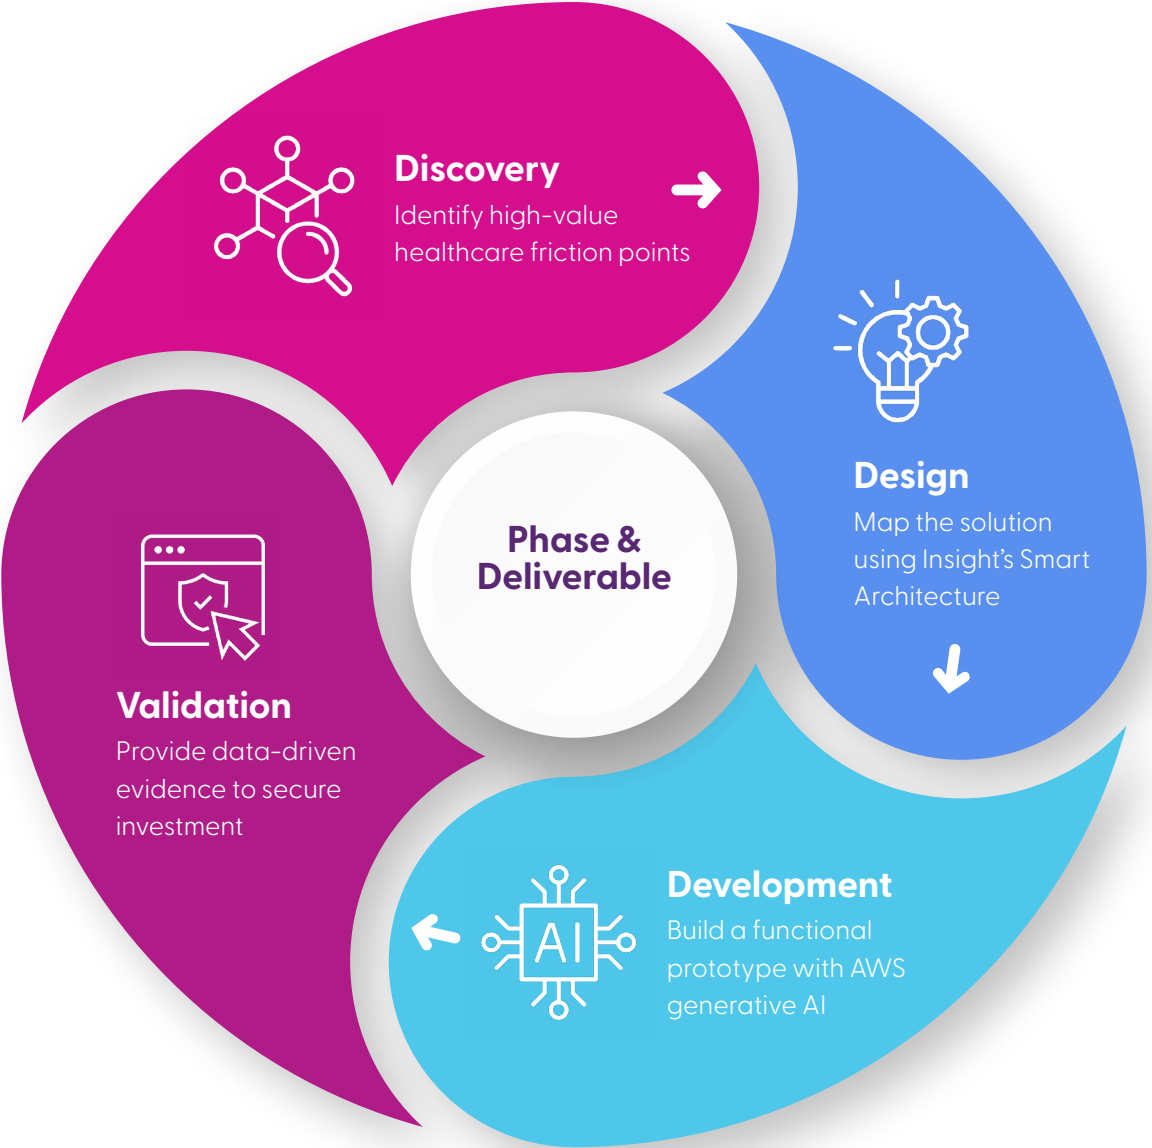 Discovery
Identify high-value
healthcare friction points
Design
Map the solution
using Insight’s Smart
Architecture
Phase &
Deliverable
Validation
Provide data-driven
evidence to secure
investment
Development
Build a functional
prototype with AWS
generative AI
AI